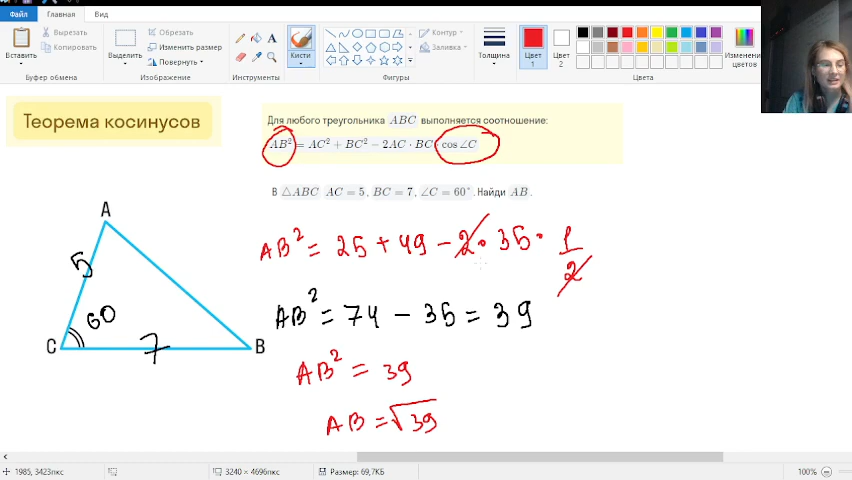 Файл
Главная
Вид
Вставить
Вырезать
Копировать
Буфер обмена
Выделить
Обрезать
Изменить размер
Повернуть
Изображение
Инструменты
Кисти
Контур
Заливка
Фигуры
Толщина
Цвет 1
Цвет 2
Изменение цветов
Цвета
Теорема косинусов
Для любого треугольника ABC выполняется соотношение:
AB² = AC² + BC² − 2AC · BC · cos ∠C
В △ABC AC = 5, BC = 7, ∠C = 60°. Найди AB.
A
5
60
C
7
B
AB² = 25 + 49 − 2 · 35 · 1/2
AB² = 74 − 35 = 39
AB² = 39
AB = √39
1985, 3423пкс
3240 × 4696пкс
Размер: 69,7КБ
100%